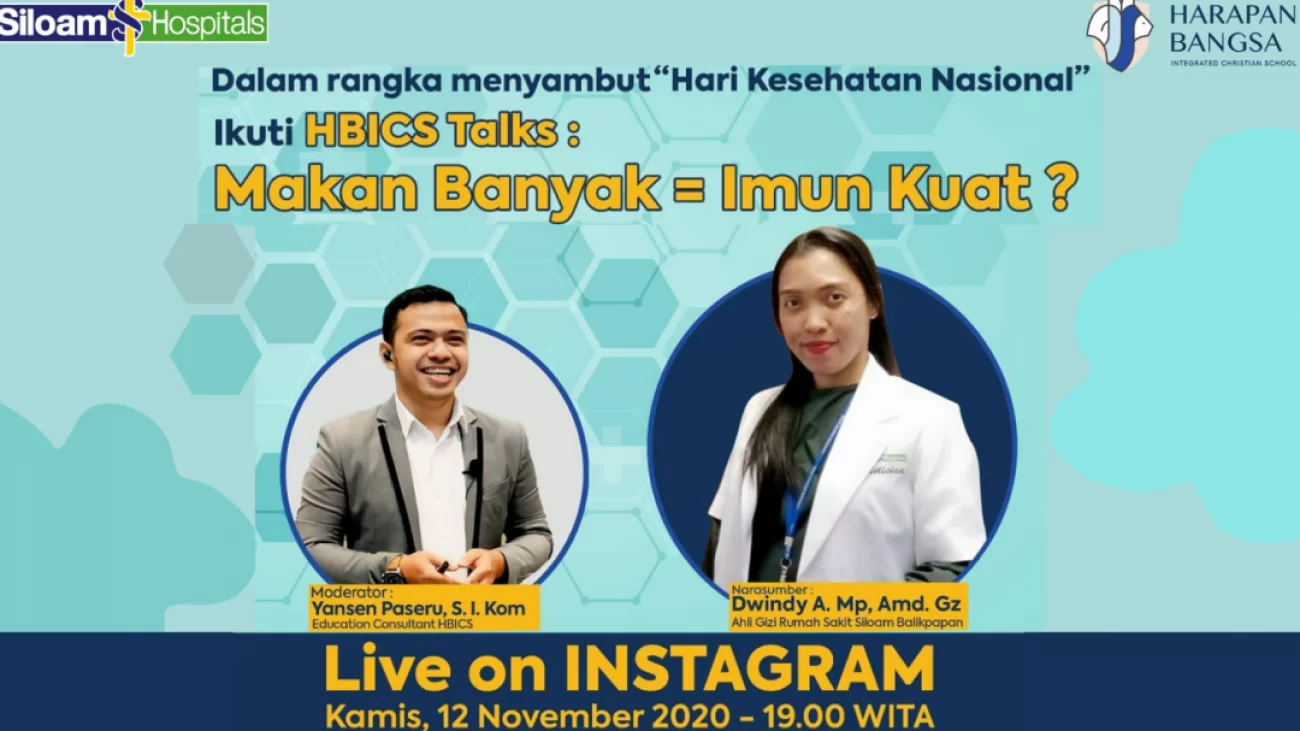 Siloam Hospitals
HARAPAN
BANGSA
INTEGRATED CHRISTIAN SCHOOL
Dalam rangka menyambut “Hari Kesehatan Nasional”
Ikuti HBICS Talks :
Makan Banyak = Imun Kuat ?
Moderator :
Yansen Paseru, S. I. Kom
Education Consultant HBICS
Narasumber :
Dwindy A. Mp, Amd. Gz
Ahli Gizi Rumah Sakit Siloam Balikpapan
Live on INSTAGRAM
Kamis, 12 November 2020 - 19.00 WITA